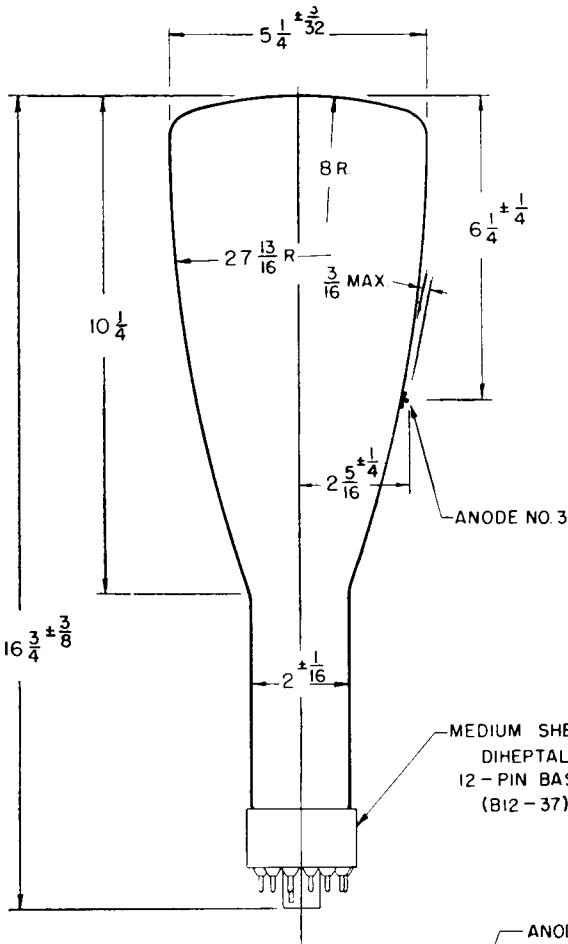 5 1/4 ± 3/32
8 R.
6 1/4 ± 1/4
27 13/16 R
3/16 MAX.
10 1/4
2 5/16 ± 1/4
ANODE NO. 3
16 3/4 ± 3/8
2 ± 1/16
MEDIUM SHE
DIHEPTAL
12-PIN BAS
(B12-37)
ANOD